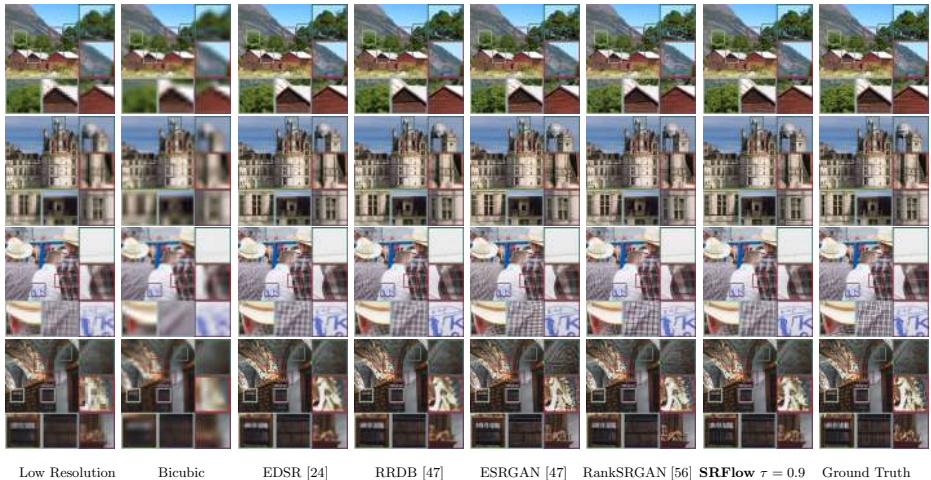 Low Resolution Bicubic EDSR [24] RRDB [47] ESRGAN [47] RankSRGAN [56] SRFlow τ = 0.9 Ground Truth